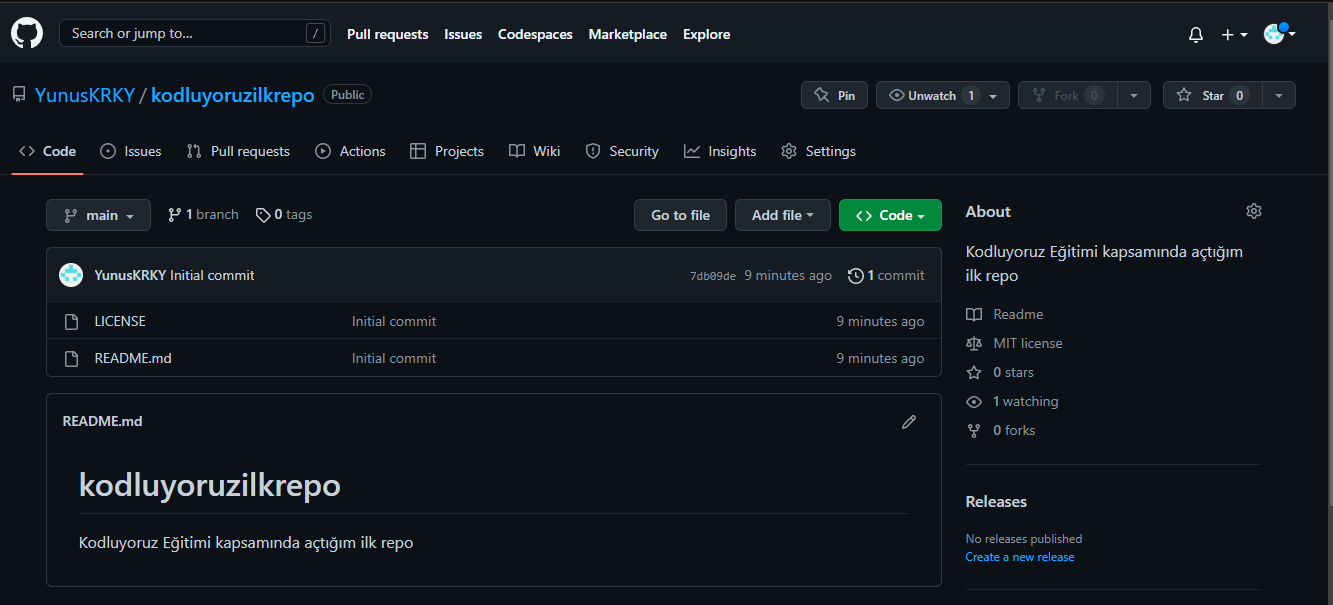 Search or jump to... /
Pull requests Issues Codespaces Marketplace Explore
YunusKRKY / kodluyoruzilkrepo Public
Pin Unwatch 1 Fork 0 Star 0
Code Issues Pull requests Actions Projects Wiki Security Insights Settings
main 1 branch 0 tags Go to file Add file Code
YunusKRKY Initial commit 7db09de 9 minutes ago 1 commit
LICENSE Initial commit 9 minutes ago
README.md Initial commit 9 minutes ago
README.md
kodluyoruzilkrepo
Kodluyoruz Eğitimi kapsamında açtığım ilk repo
About
Kodluyoruz Eğitimi kapsamında açtığım
ilk repo
Readme
MIT license
0 stars
1 watching
0 forks
Releases
No releases published
Create a new release